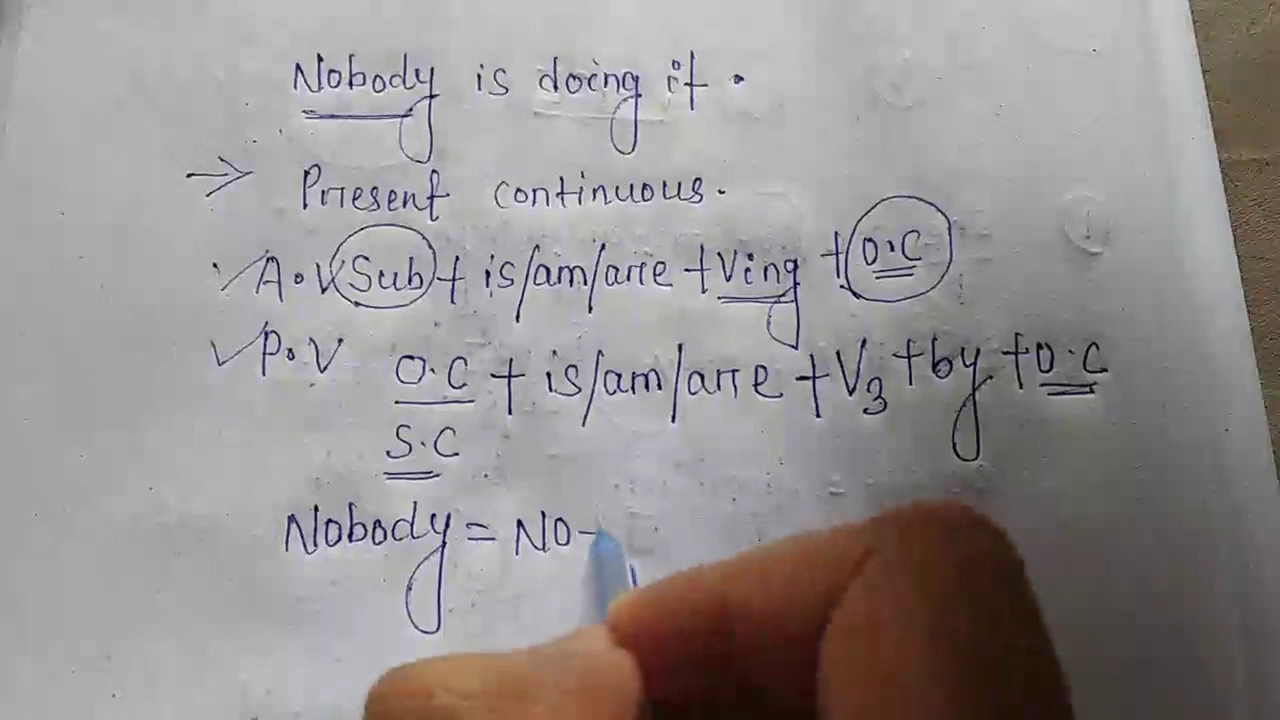 Nobody is doing it.
→ Present continuous.
✓ A.V Sub + is/am/are + Ving + O.C
✓ P.V O.C + is/am/are + V3 + by + O.C
S.C
Nobody = No-